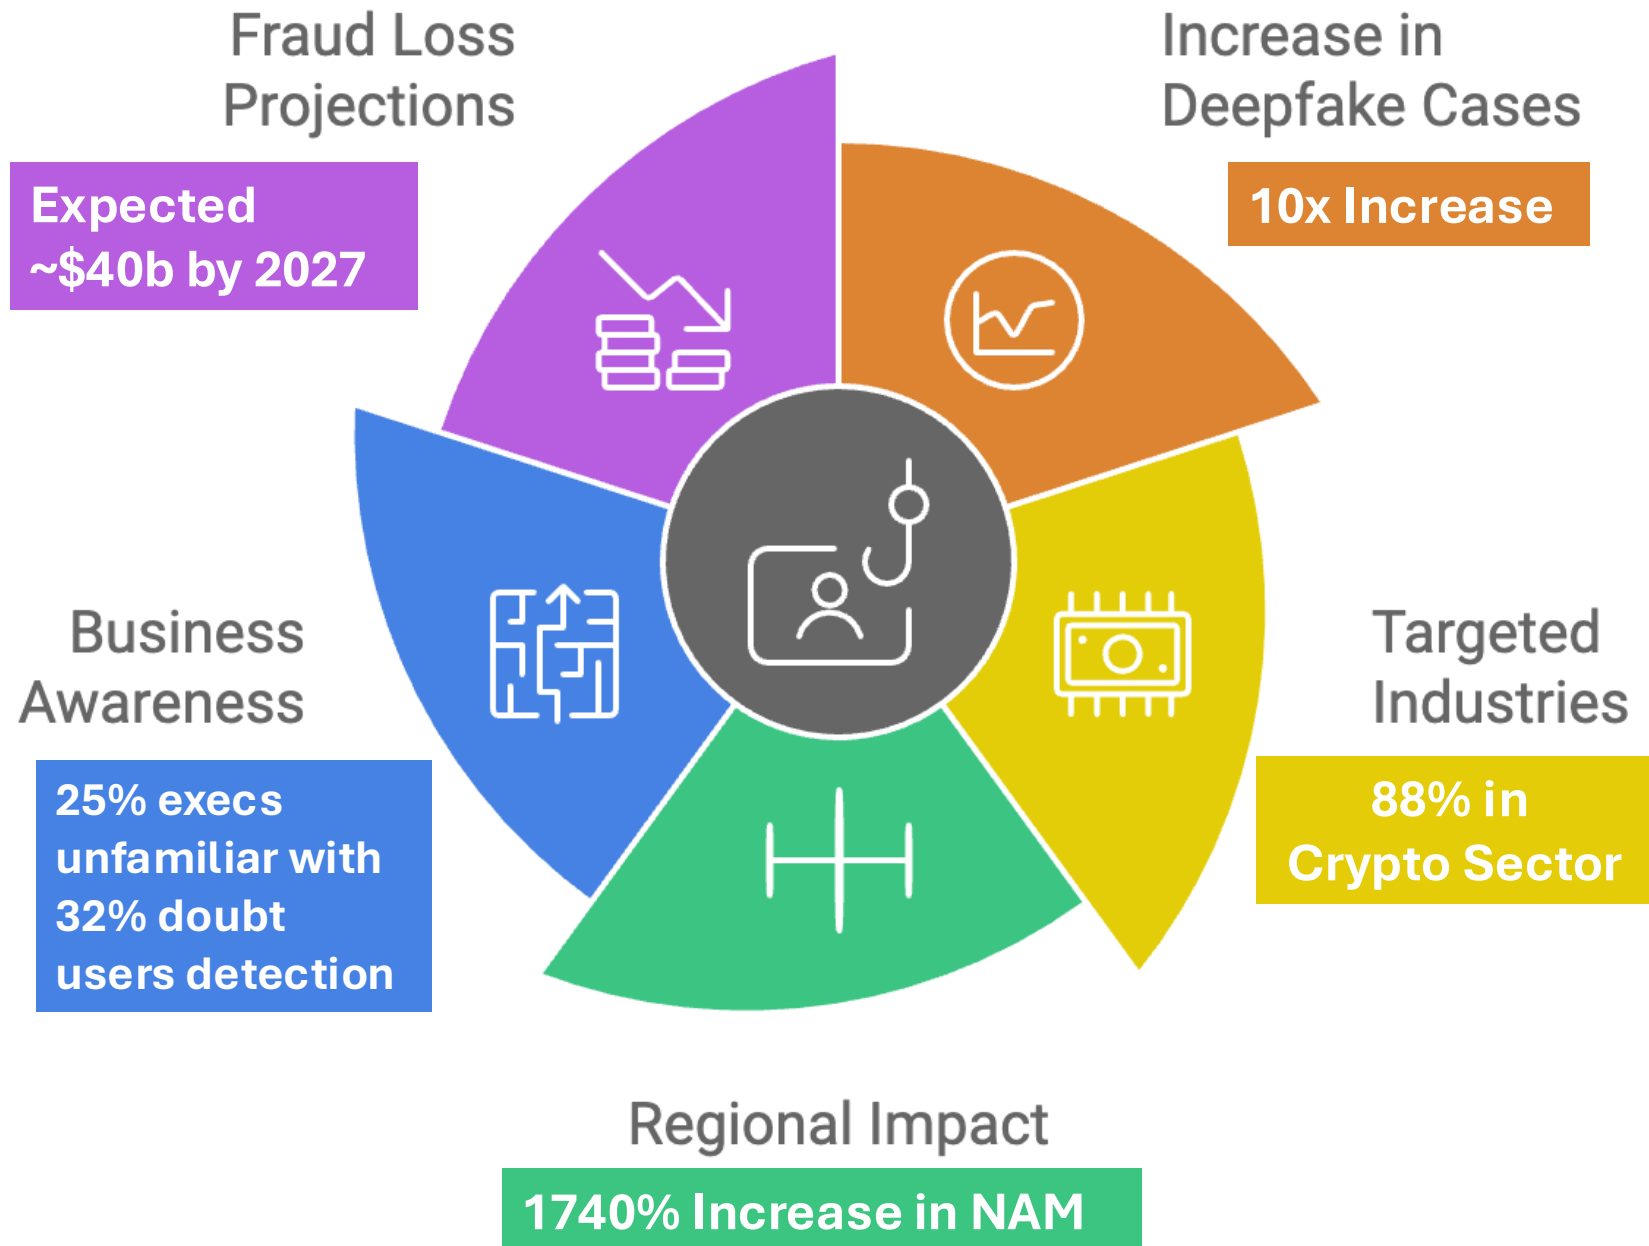 Fraud Loss
Projections
Expected
~$40b by 2027
Increase in
Deepfake Cases
10x Increase
Business
Awareness
25% execs
unfamiliar with
32% doubt
users detection
Targeted
Industries
88% in
Crypto Sector
Regional Impact
1740% Increase in NAM